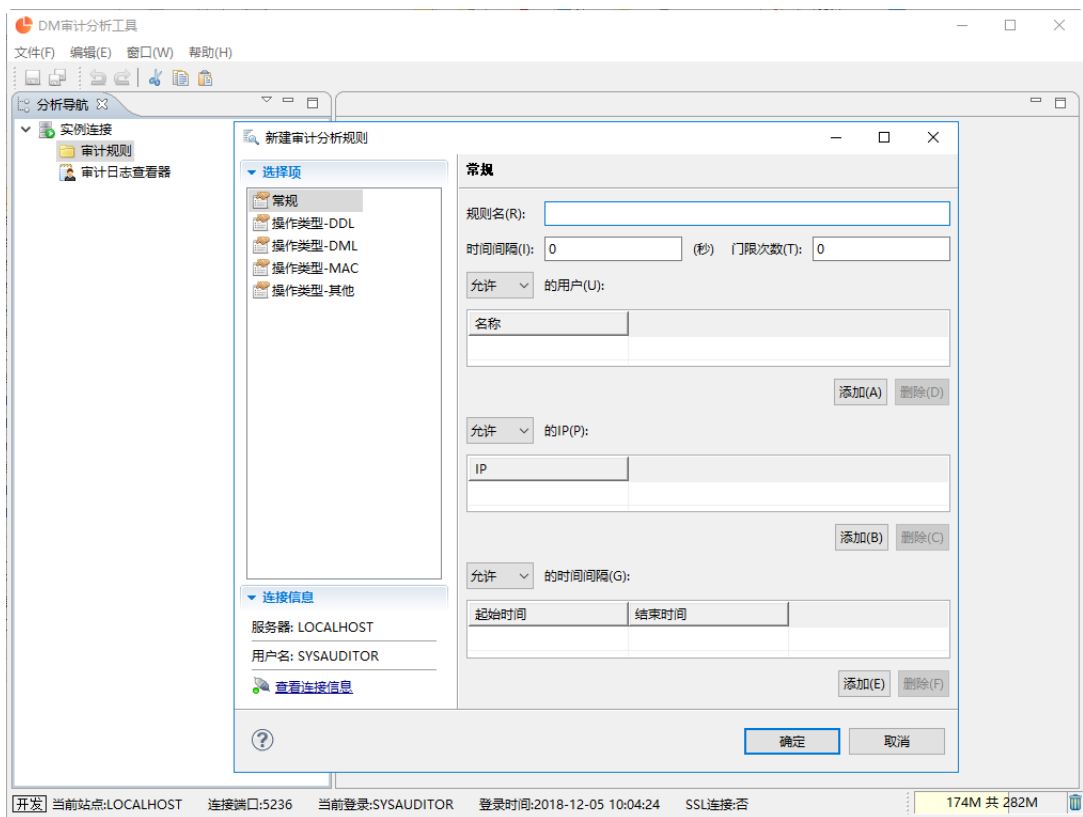 DM审计分析工具
文件(F) 编辑(E) 窗口(W) 帮助(H)
分析导航
实例连接
审计规则
审计日志查看器
新建审计分析规则
选择项
常规
操作类型-DDL
操作类型-DML
操作类型-MAC
操作类型-其他
连接信息
服务器: LOCALHOST
用户名: SYSAUDITOR
查看连接信息
常规
规则名(R):
时间间隔(I): 0 (秒) 门限次数(T): 0
允许 的用户(U):
名称
添加(A) 删除(D)
允许 的IP(P):
IP
添加(B) 删除(C)
允许 的时间间隔(G):
起始时间 结束时间
添加(E) 删除(F)
确定 取消
开发 当前站点:LOCALHOST 连接端口:5236 当前登录:SYSAUDITOR 登录时间:2018-12-05 10:04:24 SSL连接:否 174M 共 282M